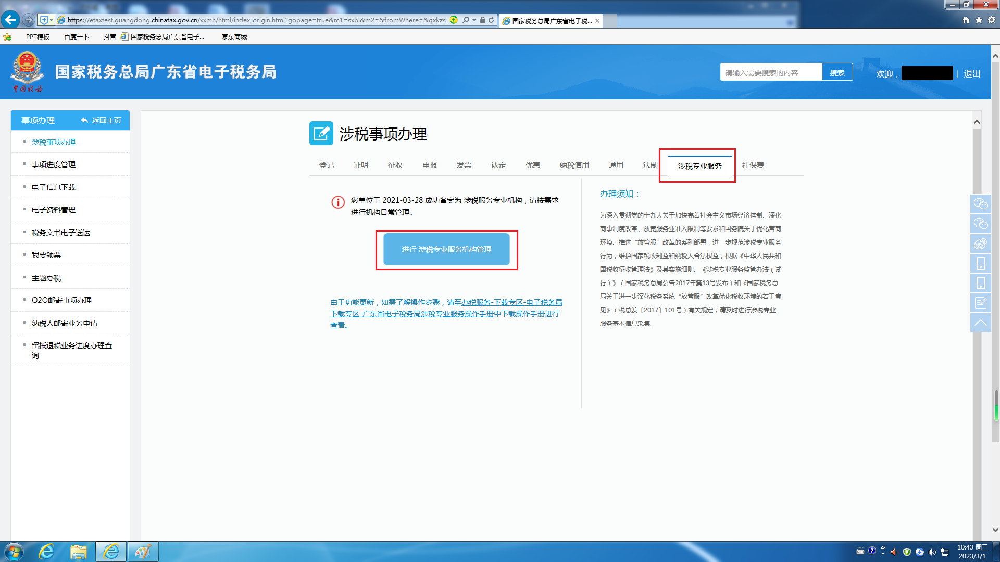 https://etaxtest.guangdong.chinatax.gov.cn/xxmh/html/index_origin.html?gopage=true&m1=sxbl&m2=&fromWhere=&qxkzs
国家税务总局广东省电子税...
PPT模板
百度一下
抖音
国家税务总局广东省电子...
京东商城
中国税务
国家税务总局广东省电子税务局
请输入需要搜索的内容
搜索
欢迎，
| 退出
事项办理
返回主页
涉税事项办理
事项进度管理
电子信息下载
电子资料管理
税务文书电子送达
我要领票
主题办税
O2O邮寄事项办理
纳税人邮寄业务申请
留抵退税业务进度办理查
询
涉税事项办理
登记
证明
征收
申报
发票
认定
优惠
纳税信用
通用
法制
涉税专业服务
社保费
您单位于 2021-03-28 成功备案为 涉税服务专业机构，请按需求
进行机构日常管理。
进行 涉税专业服务机构管理
由于功能更新，如需了解操作步骤，请至办税服务-下载专区-电子税务局
下载专区-广东省电子税务局涉税专业服务操作手册中下载操作手册进行
查看。
办理须知：
为深入贯彻党的十九大关于加快完善社会主义市场经济体制、深化
商事制度改革、放宽服务业准入限制等要求和国务院关于优化营商
环境、推进“放管服”改革的系列部署，进一步规范涉税专业服务
行为，维护国家税收利益和纳税人合法权益，根据《中华人民共和
国税收征收管理法》及其实施细则、《涉税专业服务监管办法（试
行）》（国家税务总局公告2017年第13号发布）和《国家税务总
局关于进一步深化税务系统“放管服”改革优化税收环境的若干意
见》（税总发〔2017〕101号）有关规定，请及时进行涉税专业
服务基本信息采集。
10:43 周三
2023/3/1